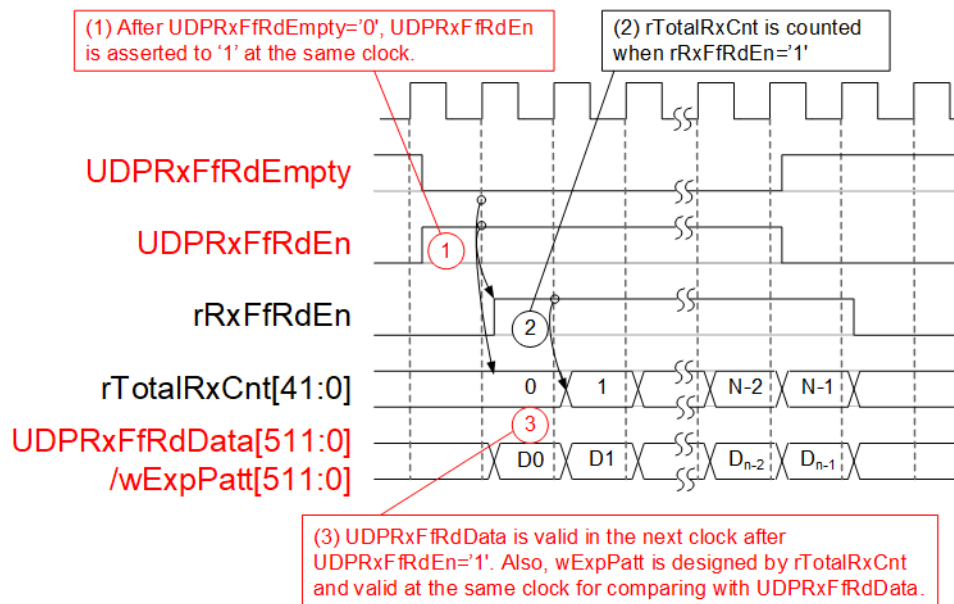 (1) After UDPRxFfRdEmpty='0', UDPRxFfRdEn
is asserted to ‘1’ at the same clock.
(2) rTotalRxCnt is counted
when rRxFfRdEn=’1'
UDPRxFfRdEmpty
UDPRxFfRdEn
1
rRxFfRdEn
2
rTotalRxCnt[41:0]
0 1 N-2 N-1
3
UDPRxFfRdData[511:0]
/wExpPatt[511:0]
D0 D1 Dn-2 Dn-1
(3) UDPRxFfRdData is valid in the next clock after
UDPRxFfRdEn=’1'. Also, wExpPatt is designed by rTotalRxCnt
and valid at the same clock for comparing with UDPRxFfRdData.